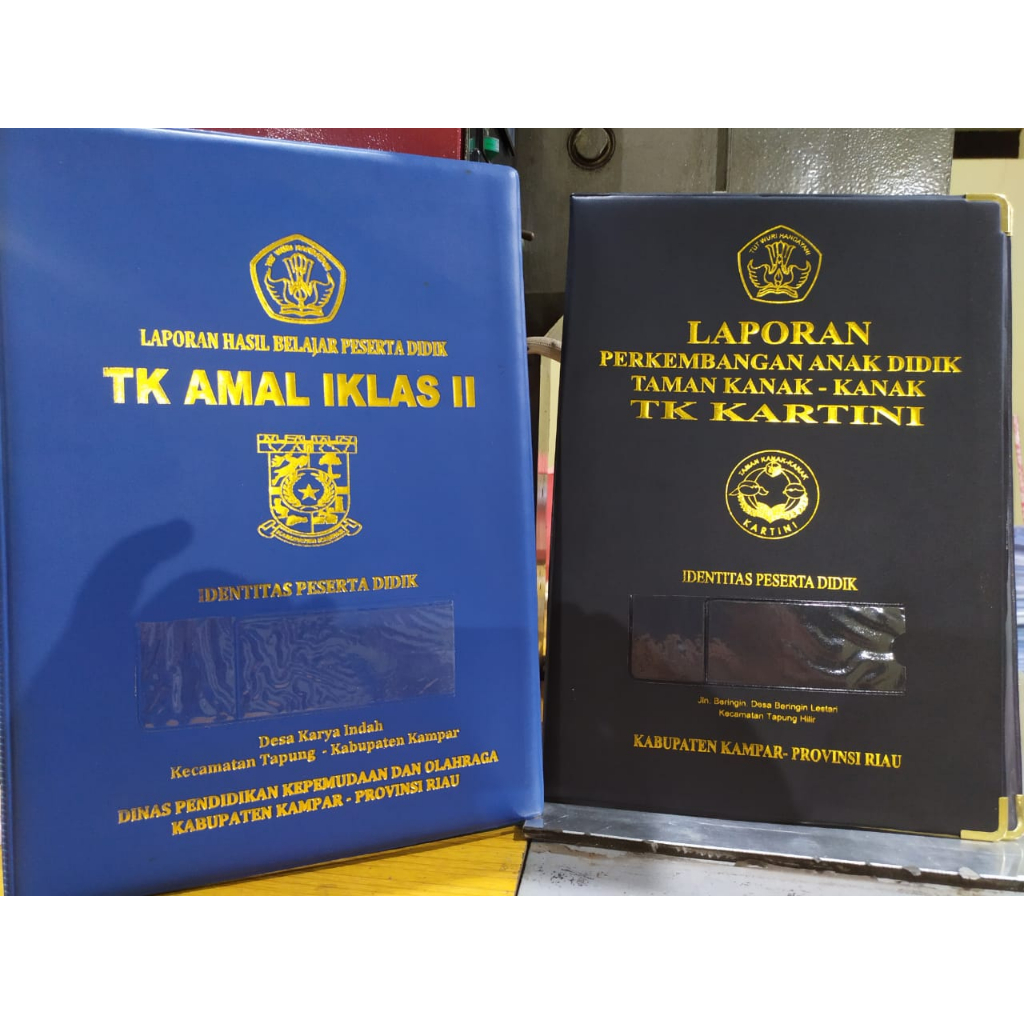 TUT WURI HANDAYANI
LAPORAN HASIL BELAJAR PESERTA DIDIK
TK AMAL IKLAS II
IDENTITAS PESERTA DIDIK
Desa Karya Indah
Kecamatan Tapung - Kabupaten Kampar
DINAS PENDIDIKAN KEPEMUDAAN DAN OLAHRAGA
KABUPATEN KAMPAR - PROVINSI RIAU
TUT WURI HANDAYANI
LAPORAN
PERKEMBANGAN ANAK DIDIK
TAMAN KANAK - KANAK
TK KARTINI
TAMAN KANAK-KANAK
KARTINI
IDENTITAS PESERTA DIDIK
Jln. Beringin, Desa Beringin Lestari
Kecamatan Tapung Hilir
KABUPATEN KAMPAR- PROVINSI RIAU